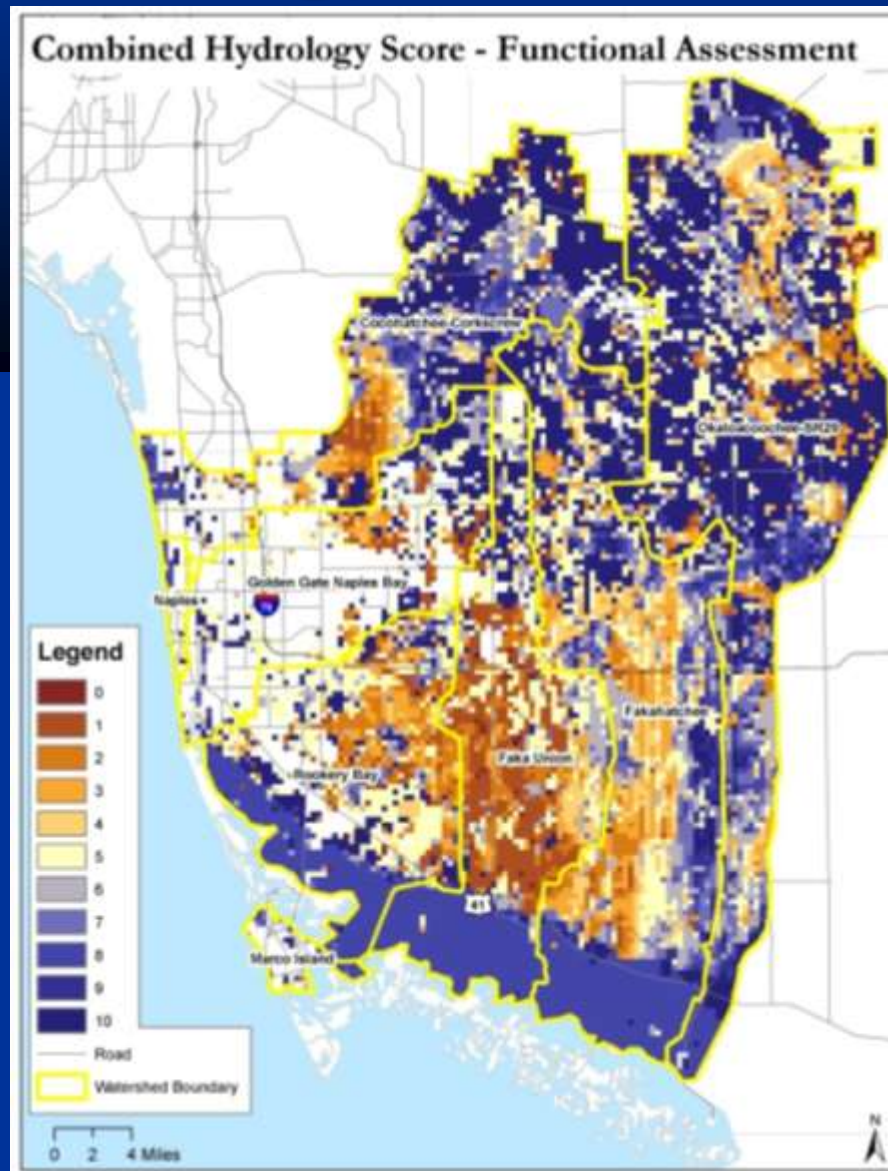 Combined Hydrology Score - Functional Assessment
Cocohatchee-Corkscrew
Okaloacoochee-SR29
Golden Gate Naples Bay
Naples
75
Fakahatchee
Faka Union
Rookery Bay
41
Marco Island
Legend
0
1
2
3
4
5
6
7
8
9
10
Road
Watershed Boundary
0 2 4 Miles
N